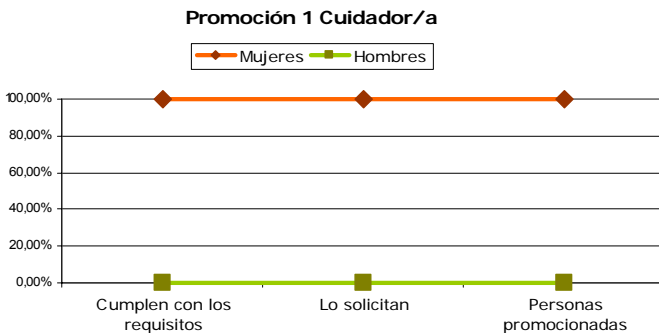 Promoción 1 Cuidador/a
Mujeres Hombres
100,00%
80,00%
60,00%
40,00%
20,00%
0,00%
Cumplen con los requisitos
Lo solicitan
Personas promocionadas